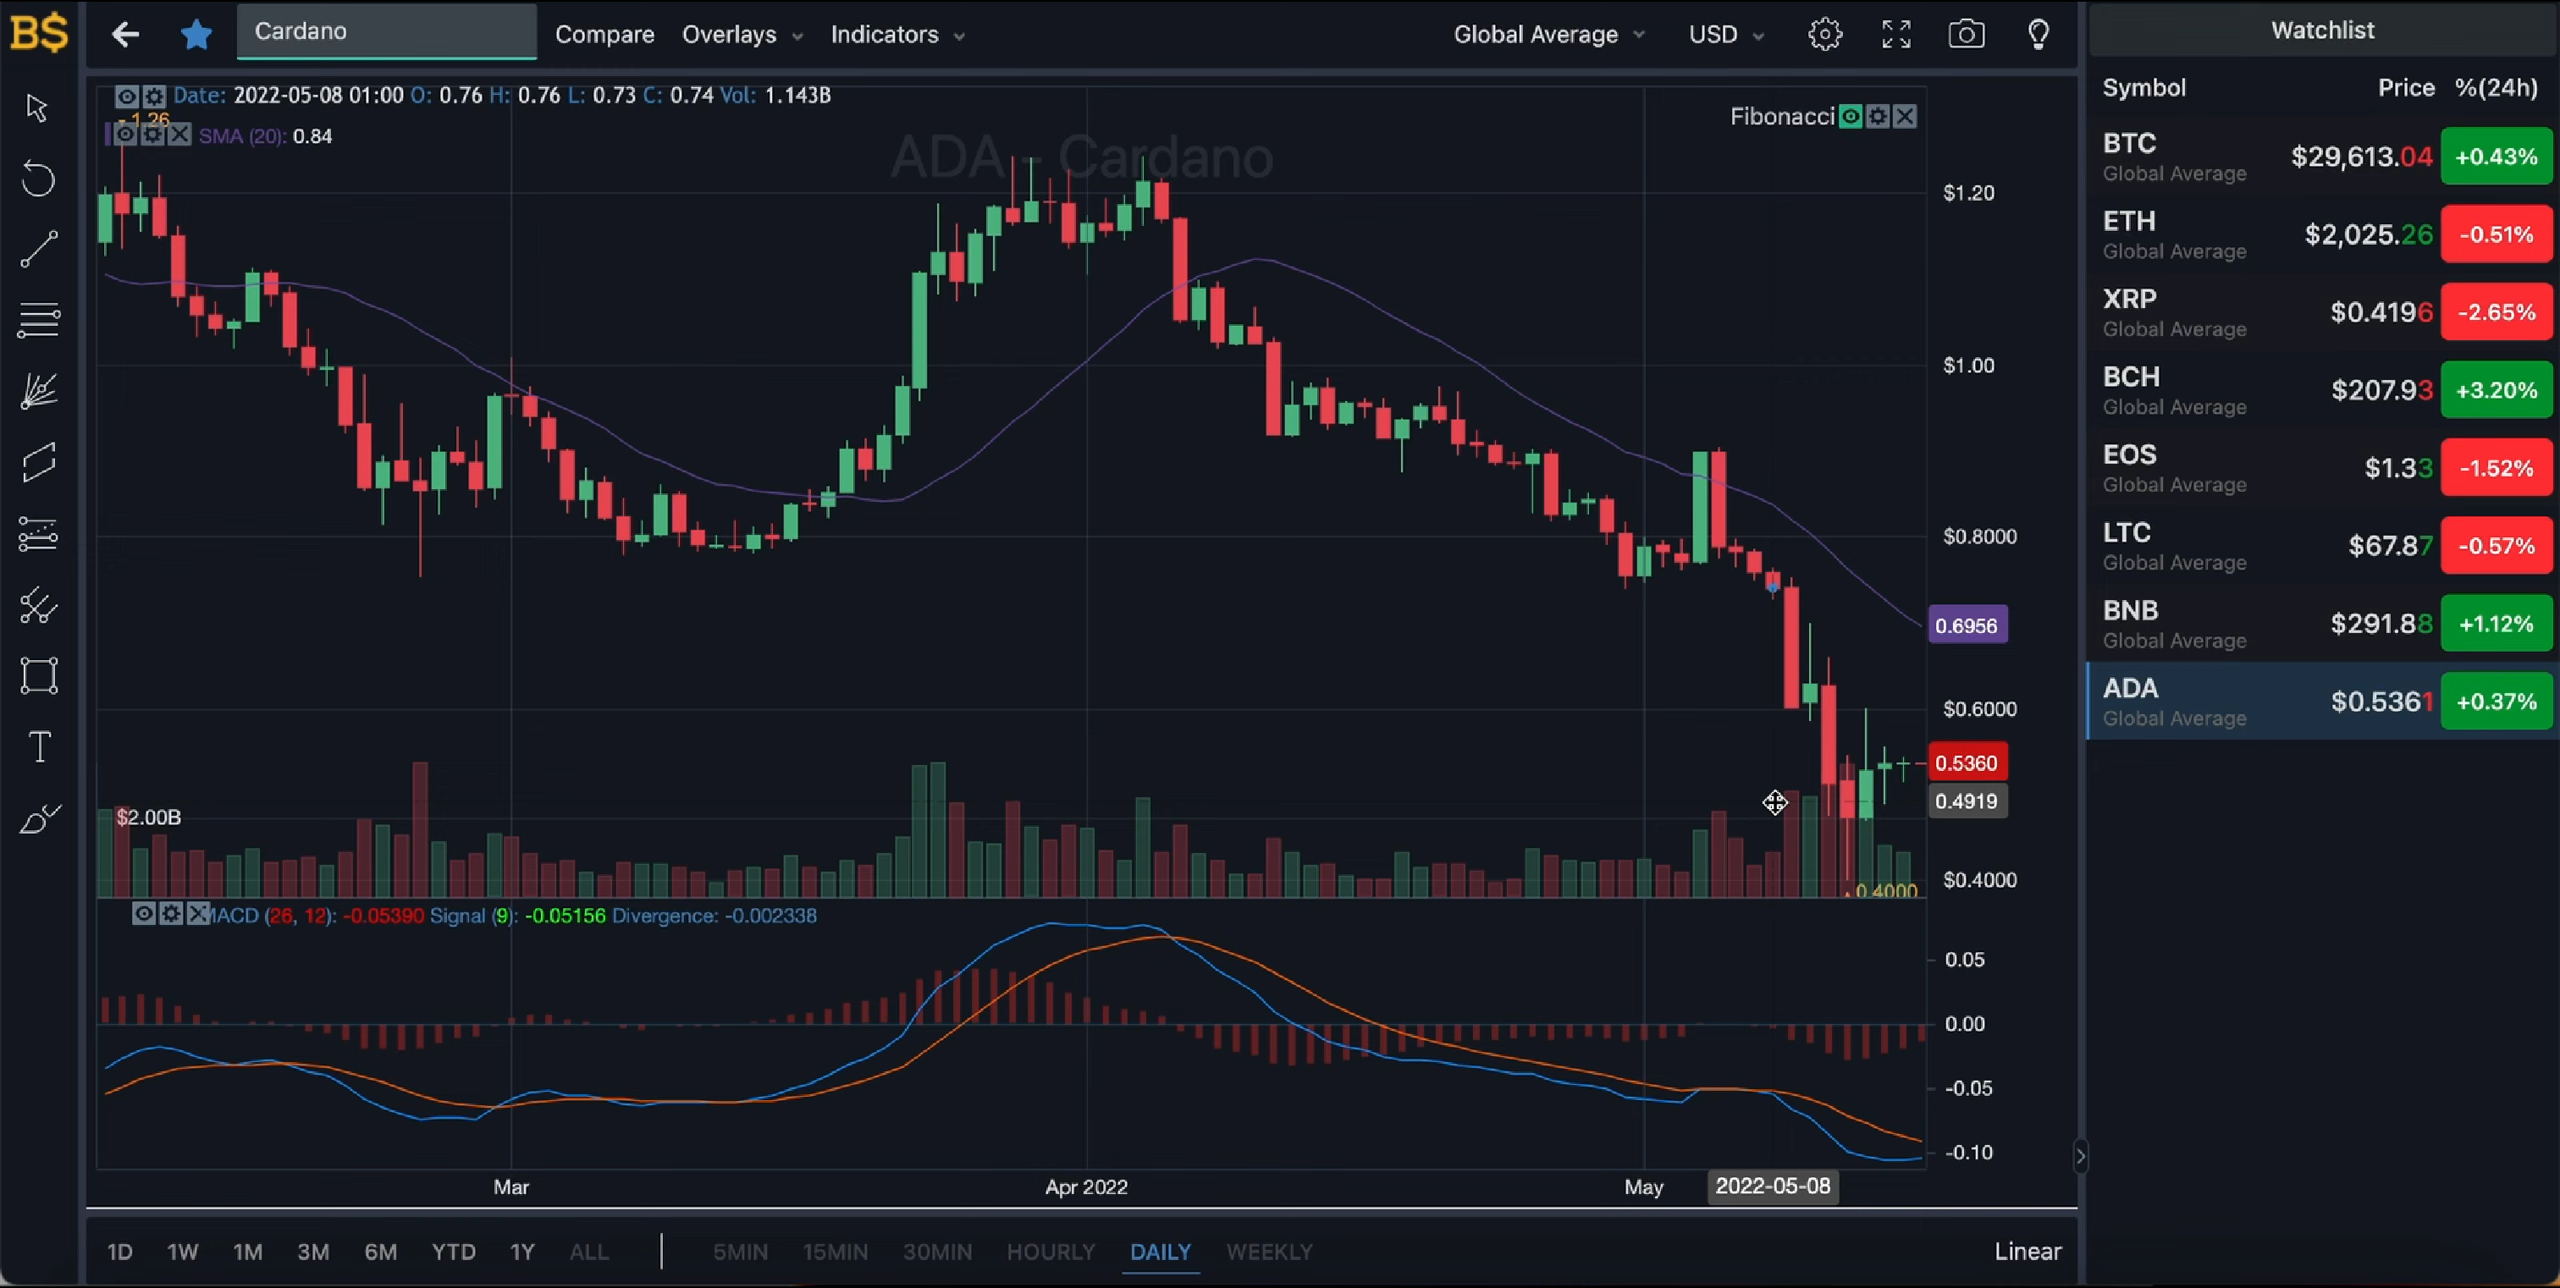 B$
Cardano
Compare
Overlays
Indicators
Global Average
USD
Watchlist
Symbol Price %(24h)
Date: 2022-05-08 01:00 O: 0.76 H: 0.76 L: 0.73 C: 0.74 Vol: 1.143B
1.26
SMA (20): 0.84
Fibonacci
ADA - Cardano
$1.20
$1.00
$0.8000
0.6956
$0.6000
0.5360
0.4919
$2.00B
$0.4000
0.4000
MACD (26, 12): -0.05390 Signal (9): -0.05156 Divergence: -0.002338
0.05
0.00
-0.05
-0.10
Mar
Apr 2022
May
2022-05-08
1D 1W 1M 3M 6M YTD 1Y ALL
5MIN 15MIN 30MIN HOURLY DAILY WEEKLY
Linear
BTC $29,613.04 +0.43%
Global Average
ETH $2,025.26 -0.51%
Global Average
XRP $0.4196 -2.65%
Global Average
BCH $207.93 +3.20%
Global Average
EOS $1.33 -1.52%
Global Average
LTC $67.87 -0.57%
Global Average
BNB $291.88 +1.12%
Global Average
ADA $0.5361 +0.37%
Global Average
T